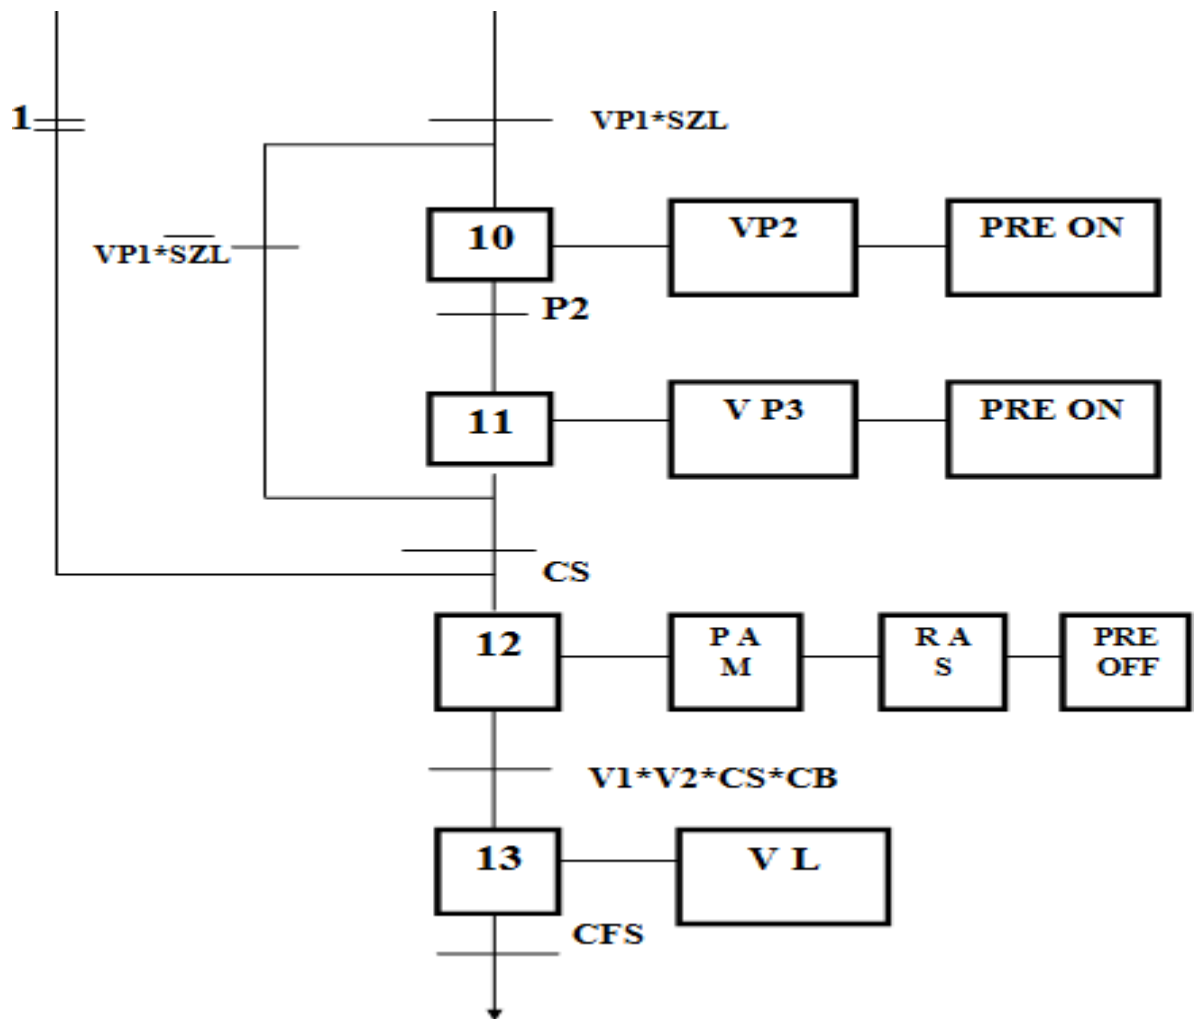 1
VP1*SZL
VP1*S̅Z̅L
10
VP2
PRE ON
P2
11
V P3
PRE ON
CS
12
P A
M
R A
S
PRE
OFF
V1*V2*CS*CB
13
V L
CFS